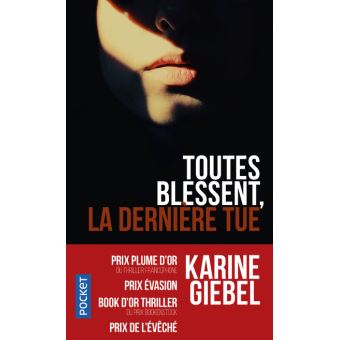 TOUTES
BLESSENT,
LA DERNIÈRE TUE
PRIX PLUME D'OR
DU THRILLER FRANCOPHONE
PRIX ÉVASION
BOOK D'OR THRILLER
DU PRIX BOOKENSTOCK
PRIX DE L'ÉVÊCHÉ
KARINE
GIEBEL
POCKET